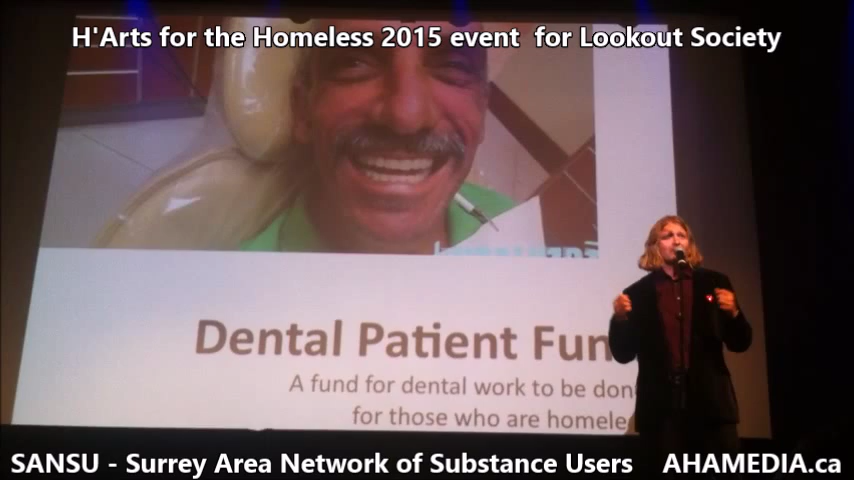 H'Arts for the Homeless 2015 event for Lookout Society
Dental Patient Fun
A fund for dental work to be don
for those who are homele
SANSU - Surrey Area Network of Substance Users AHAMEDIA.ca